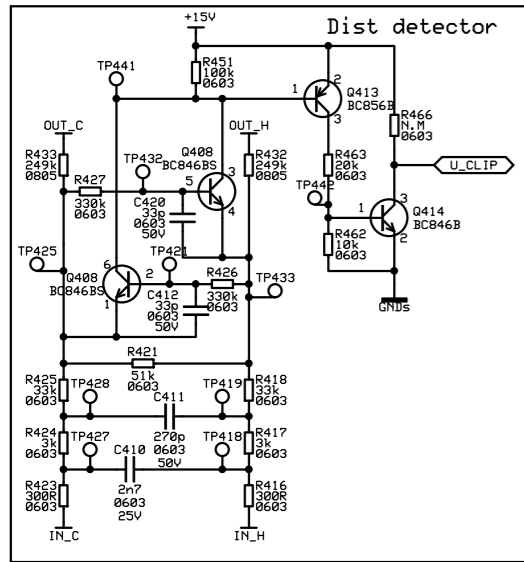 +15V
Dist detector
TP441
R451
100k
0603
1
2
Q413
BC856B
3
OUT_C
OUT_H
R466
N.M
0603
R433
249k
0805
R427
330k
0603
TP432
Q408
BC846BS
5
3
4
R432
249k
0805
R463
20k
0603
U_CLIP
C420
33p
0603
50V
TP442
1
3
Q414
BC846B
2
R462
10k
0603
TP425
TP421
Q408
BC846BS
6
2
1
R426
330k
0603
TP433
C412
33p
0603
50V
GNDs
R421
51k
0603
R425
33k
0603
TP428
C411
270p
0603
50V
TP419
R418
33k
0603
R424
3k
0603
TP427
C410
2n7
0603
25V
TP418
R417
3k
0603
R423
300R
0603
R416
300R
0603
IN_C
IN_H